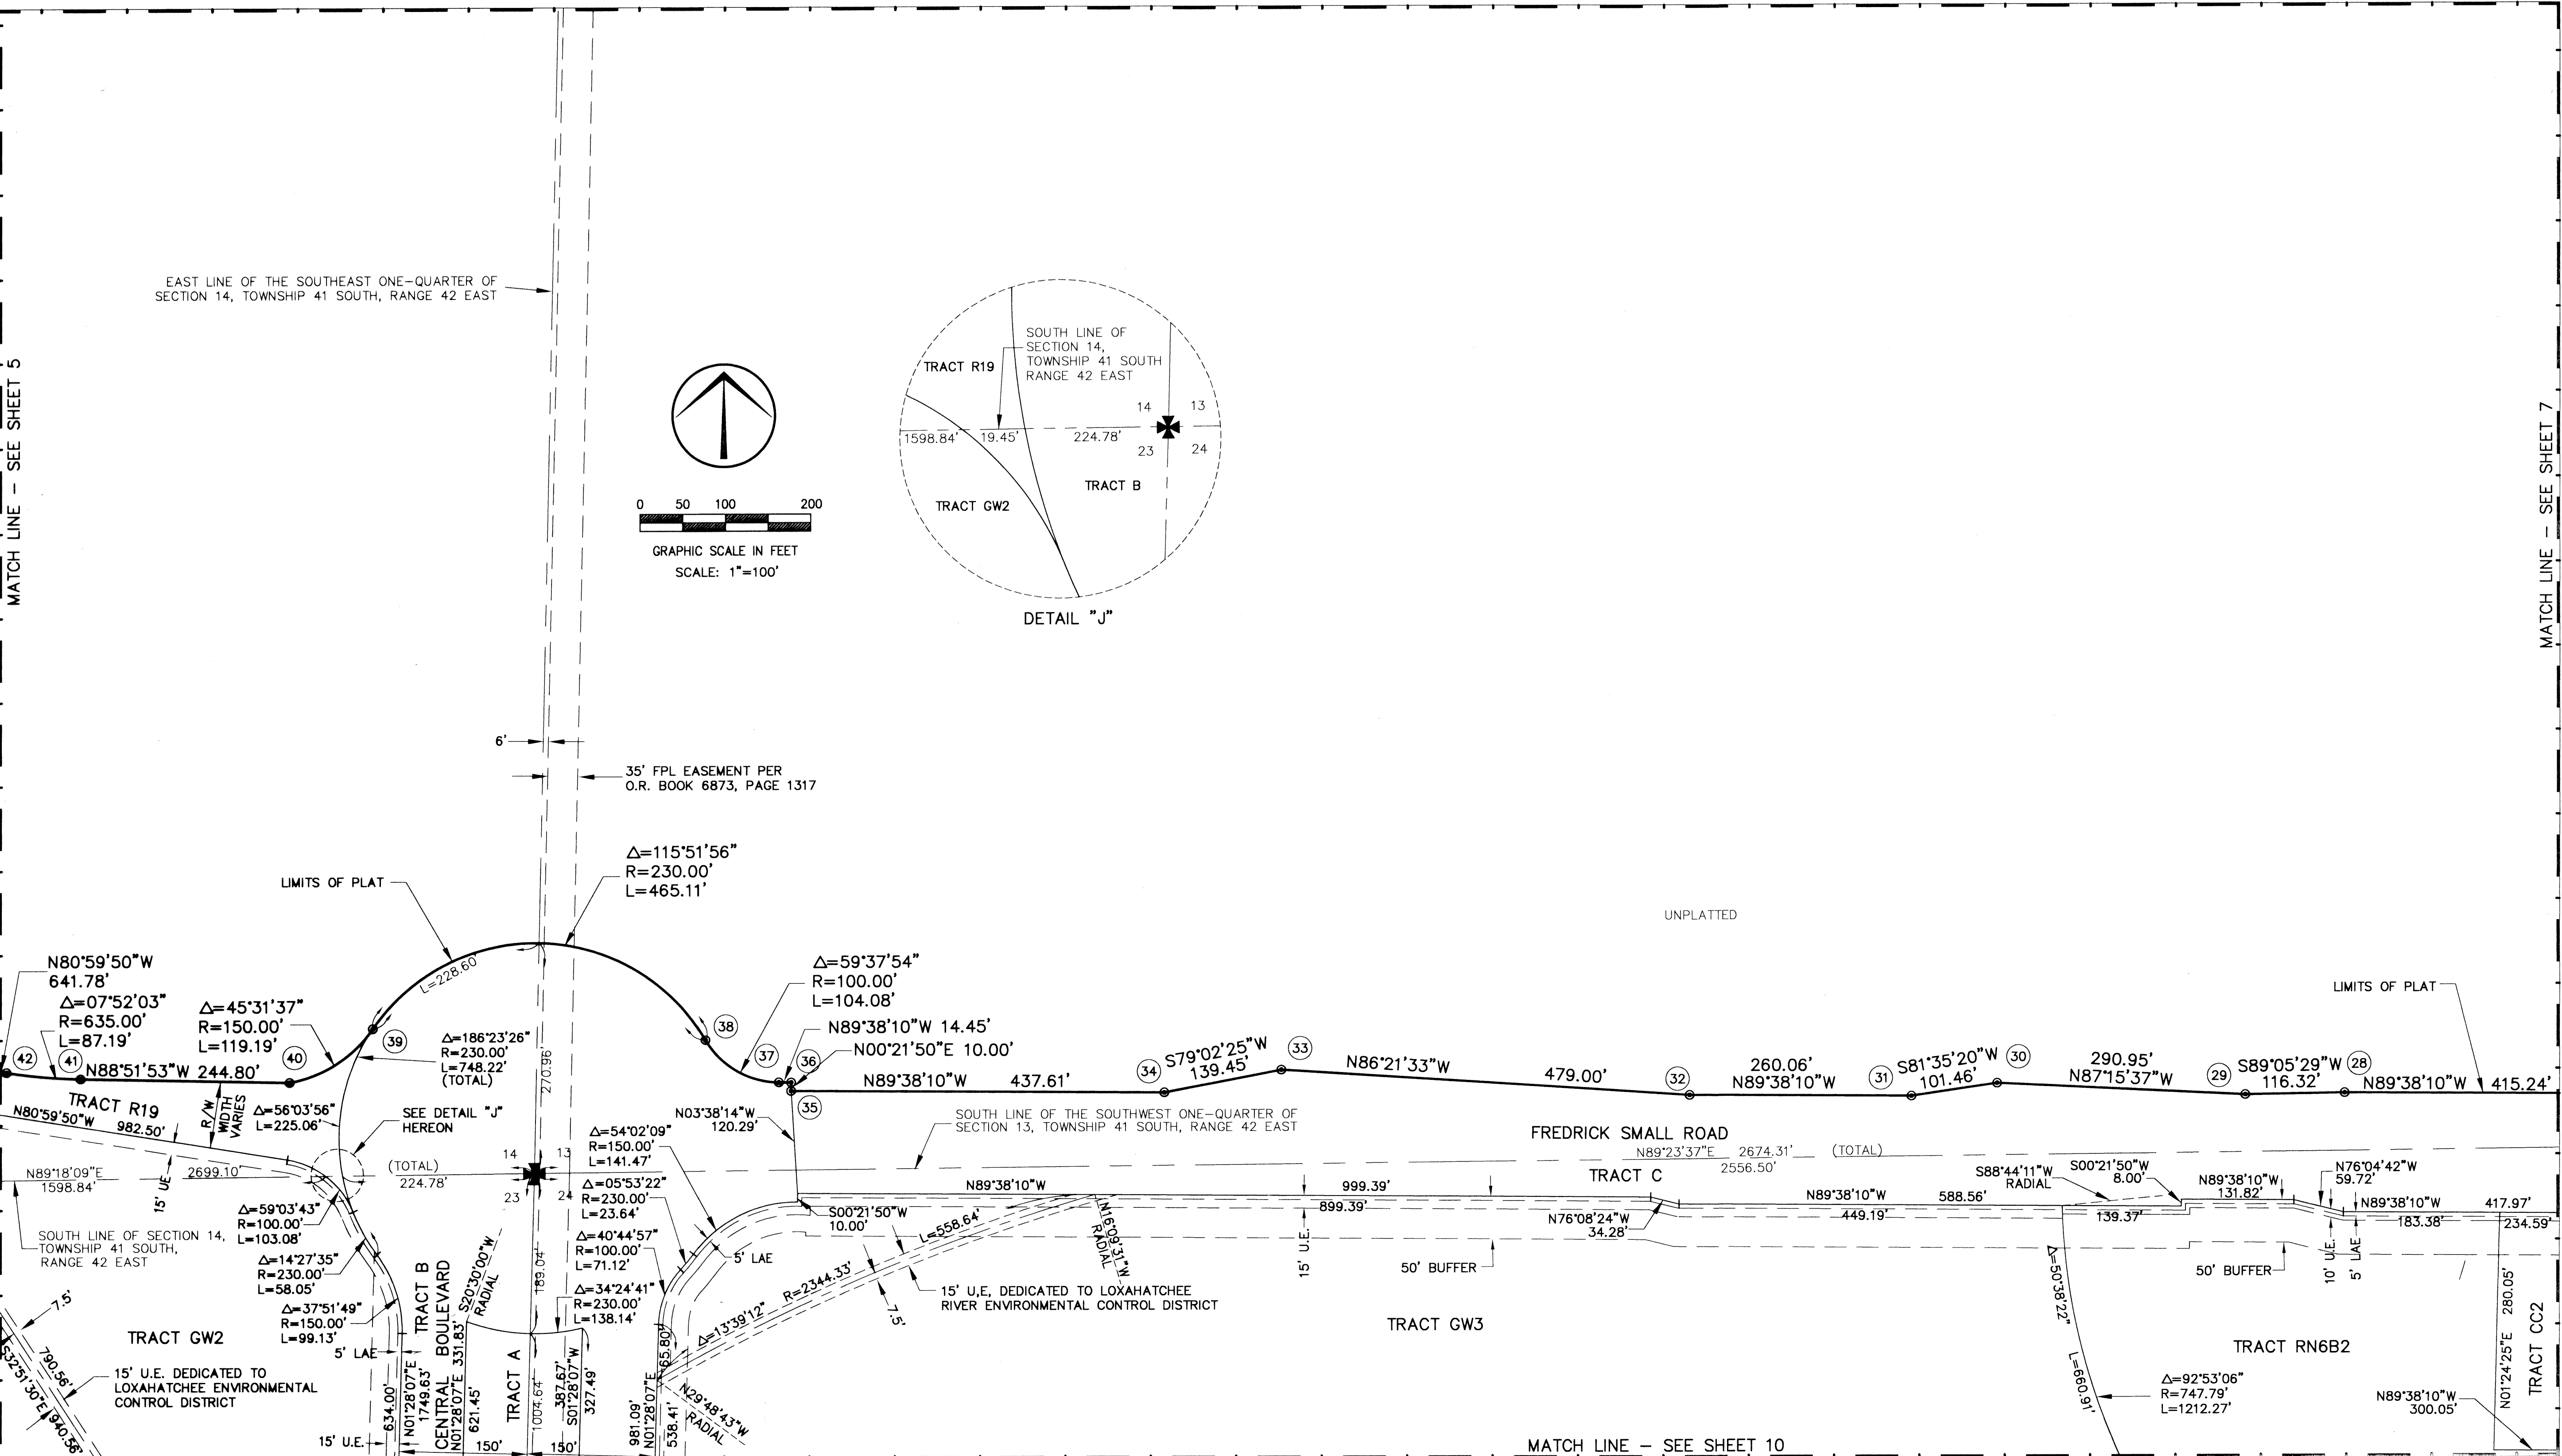 MATCH LINE - SEE SHEET 5
MATCH LINE - SEE SHEET 7
EAST LINE OF THE SOUTHEAST ONE-QUARTER OF
SECTION 14, TOWNSHIP 41 SOUTH, RANGE 42 EAST
0 50 100 200
GRAPHIC SCALE IN FEET
SCALE: 1"=100'
SOUTH LINE OF
SECTION 14,
TOWNSHIP 41 SOUTH
RANGE 42 EAST
TRACT R19
14 13
1598.84' 19.45' 224.78'
23 24
TRACT B
TRACT GW2
DETAIL "J"
6'
35' FPL EASEMENT PER
O.R. BOOK 6873, PAGE 1317
Δ=115°51'56"
R=230.00'
L=465.11'
LIMITS OF PLAT
L=228.60'
UNPLATTED
LIMITS OF PLAT
N80°59'50"W
641.78'
Δ=07°52'03"
R=635.00'
L=87.19'
Δ=45°31'37"
R=150.00'
L=119.19'
Δ=59°37'54"
R=100.00'
L=104.08'
N89°38'10"W 14.45'
N00°21'50"E 10.00'
42
41
N88°51'53"W 244.80'
40
39
38
37
36
35
N89°38'10"W 437.61'
34
S79°02'25"W
139.45'
33
N86°21'33"W 479.00'
32
260.06'
N89°38'10"W
31
S81°35'20"W
101.46'
30
290.95'
N87°15'37"W
29
S89°05'29"W
116.32'
28
N89°38'10"W 415.24'
Δ=186°23'26"
R=230.00'
L=748.22'
(TOTAL)
270.96'
TRACT R19
N80°59'50"W 982.50'
R/W
WIDTH
VARIES
Δ=56°03'56"
L=225.06'
SEE DETAIL "J"
HEREON
N03°38'14"W
120.29'
SOUTH LINE OF THE SOUTHWEST ONE-QUARTER OF
SECTION 13, TOWNSHIP 41 SOUTH, RANGE 42 EAST
FREDRICK SMALL ROAD
N89°23'37"E 2674.31' (TOTAL)
2556.50'
TRACT C
N89°18'09"E 2699.10' (TOTAL)
1598.84' 224.78'
15' UE
14 13
23 24
SOUTH LINE OF SECTION 14,
TOWNSHIP 41 SOUTH,
RANGE 42 EAST
Δ=59°03'43"
R=100.00'
L=103.08'
Δ=14°27'35"
R=230.00'
L=58.05'
Δ=37°51'49"
R=150.00'
L=99.13'
5' LAE
Δ=54°02'09"
R=150.00'
L=141.47'
Δ=05°53'22"
R=230.00'
L=23.64'
Δ=40°44'57"
R=100.00'
L=71.12'
Δ=34°24'41"
R=230.00'
L=138.14'
5' LAE
S00°21'50"W
10.00'
N89°38'10"W 999.39'
899.39'
L=558.64'
R=2344.33'
Δ=13°39'12"
N16°09'31"W
RADIAL
7.5'
15' U,E, DEDICATED TO LOXAHATCHEE
RIVER ENVIRONMENTAL CONTROL DISTRICT
15' U.E.
50' BUFFER
N76°08'24"W
34.28'
N89°38'10"W 588.56'
449.19'
S88°44'11"W
RADIAL
S00°21'50"W
8.00'
139.37'
N89°38'10"W
131.82'
N76°04'42"W
59.72'
N89°38'10"W 417.97'
183.38' 234.59'
50' BUFFER
10' U.E.
5' LAE
TRACT GW3
Δ=50°38'22"
L=660.91'
Δ=92°53'06"
R=747.79'
L=1212.27'
TRACT RN6B2
N01°24'25"E 280.05'
TRACT CC2
N89°38'10"W
300.05'
TRACT GW2
7.5'
790.56'
S32°51'30"E 940.56'
15' U.E. DEDICATED TO
LOXAHATCHEE ENVIRONMENTAL
CONTROL DISTRICT
15' U.E.
634.00'
N01°28'07"E
1749.63'
TRACT B
CENTRAL BOULEVARD
N01°28'07"E 331.83'
621.45'
S20°30'00"W
RADIAL
TRACT A
189.04'
1004.64'
387.67'
S01°28'07"W
327.49'
150' 150'
981.09'
N01°28'07"E
538.41'
65.80'
N29°48'43"W
RADIAL
MATCH LINE - SEE SHEET 10